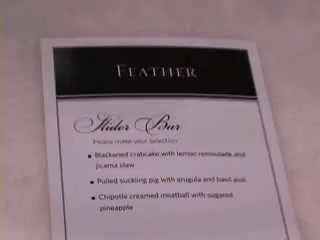 FEATHER
Slider Bar
Please make your selection
• Blackened crabcake with lemon remoulade and
jicama slaw
• Pulled suckling pig with arugula and basil aioli
• Chipotle creamed meatball with sugared
pineapple